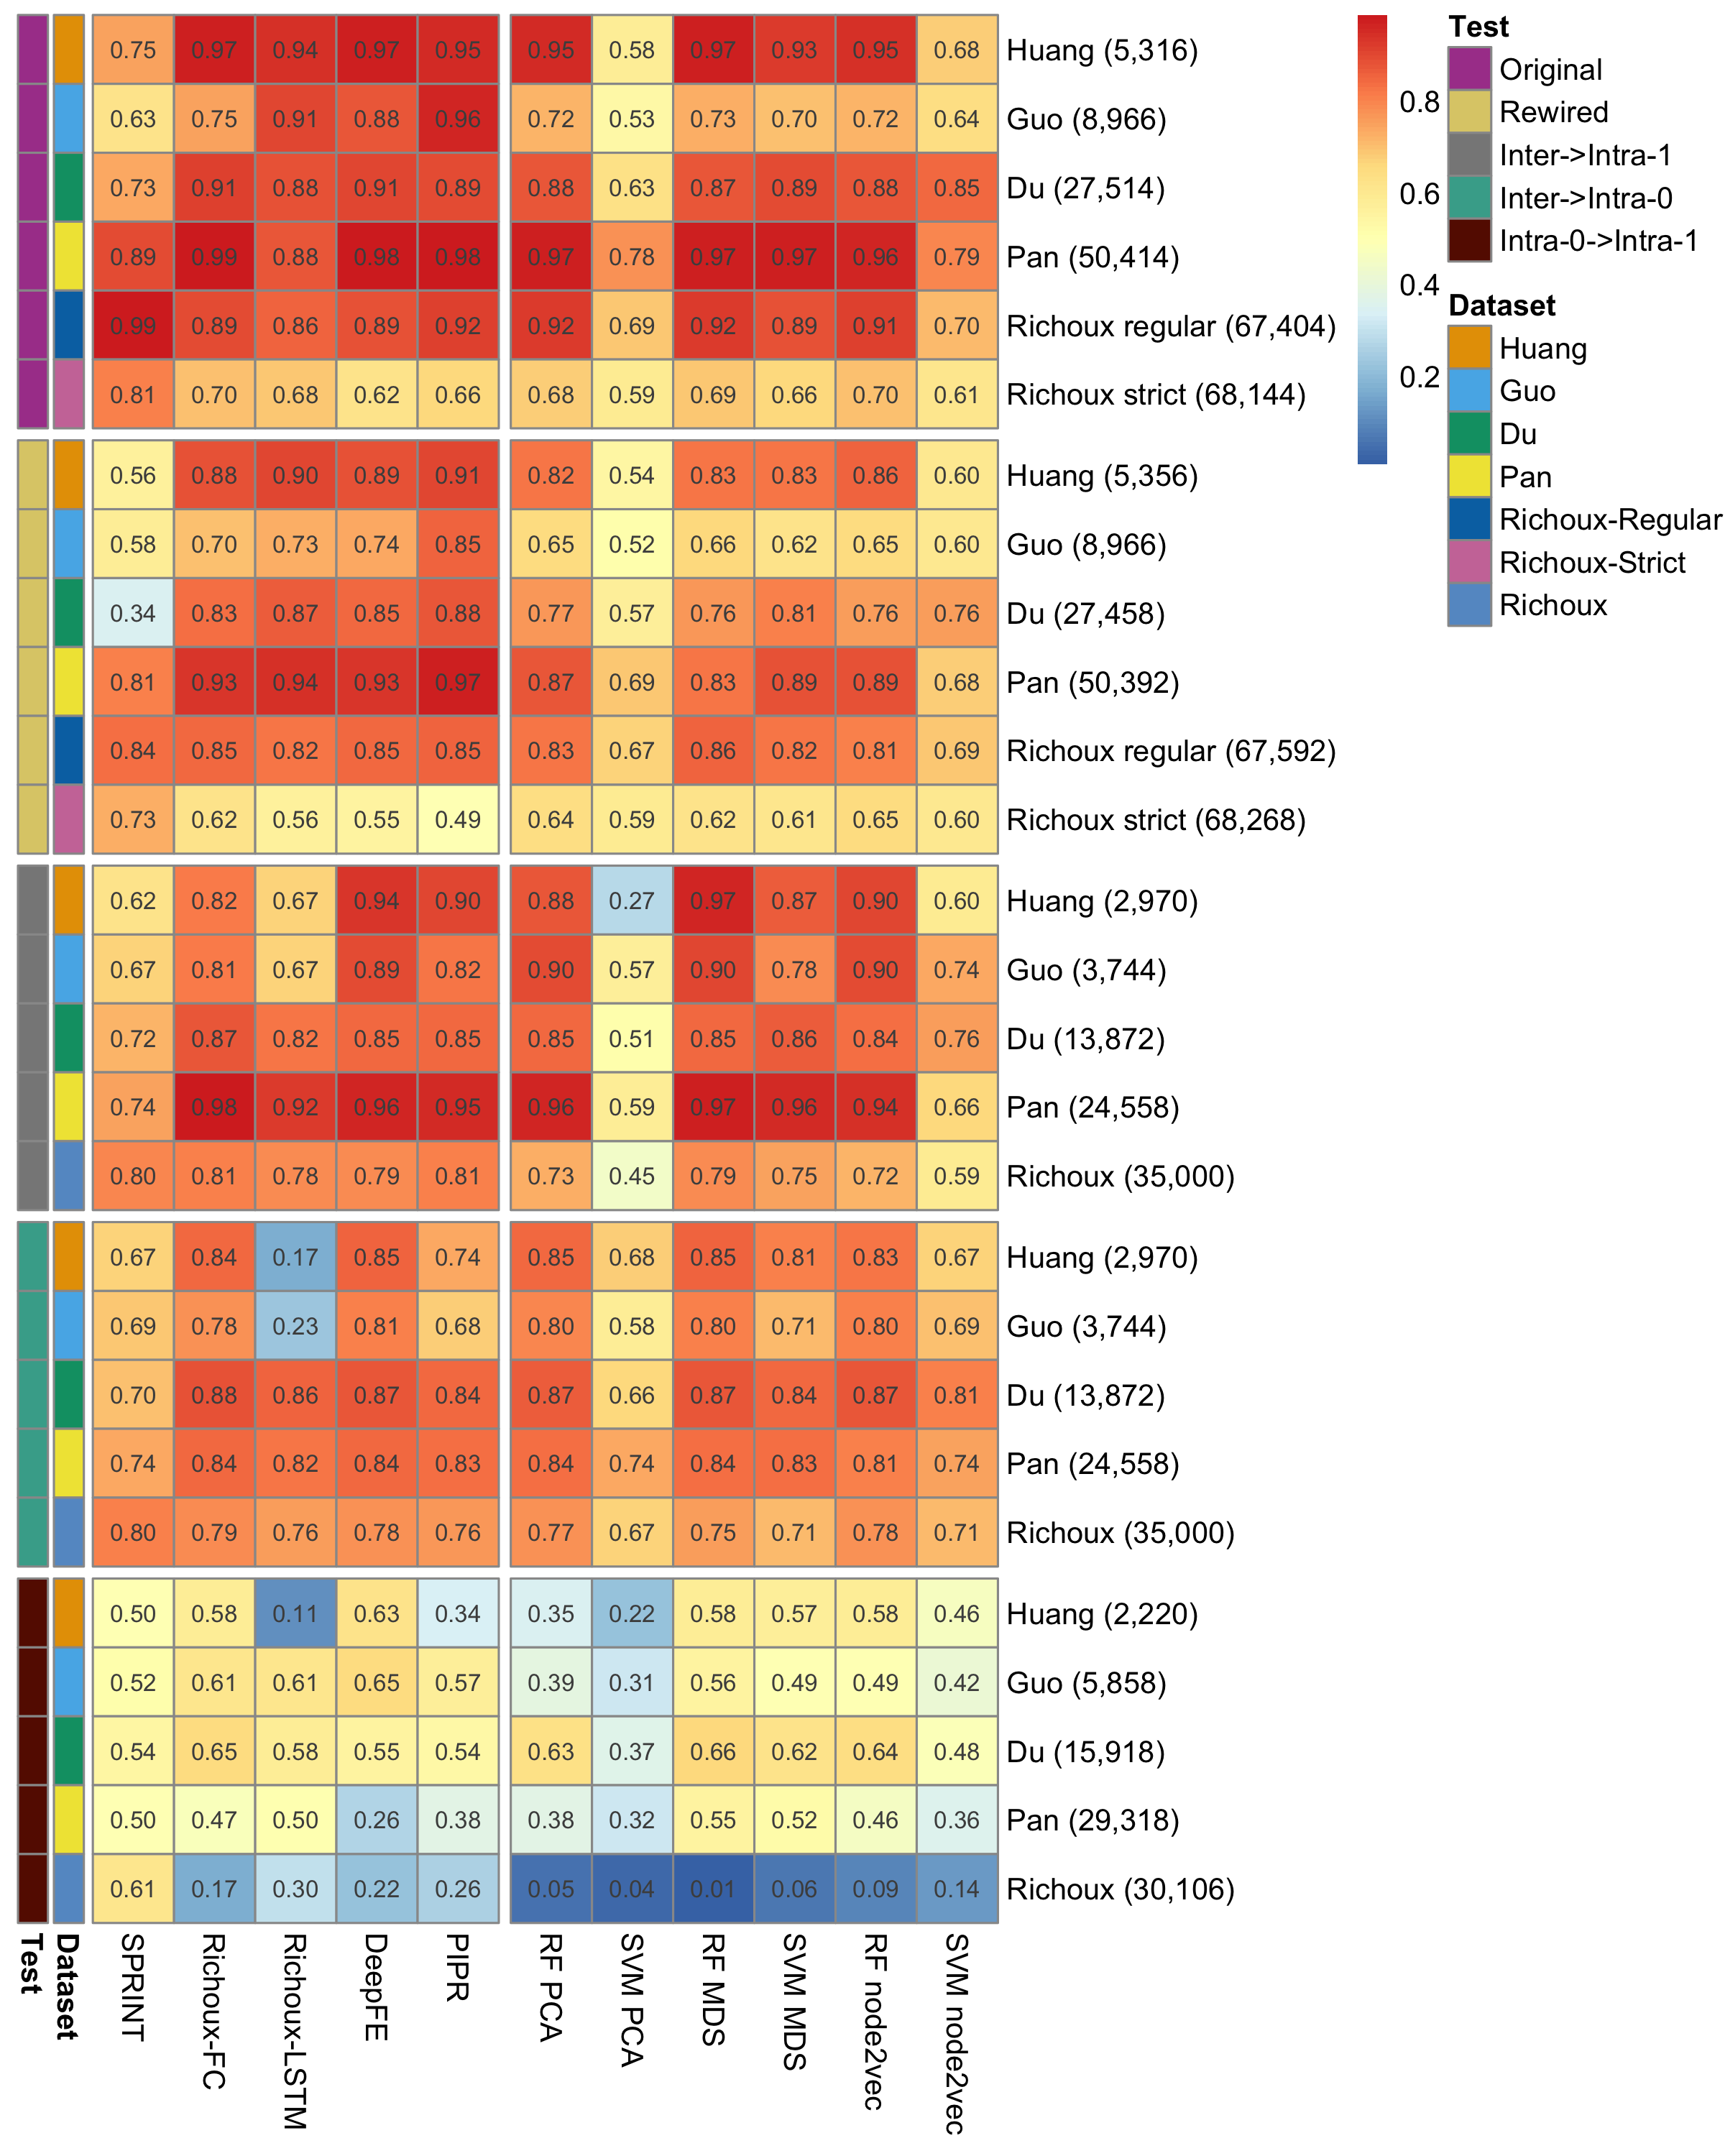 0.75 0.97 0.94 0.97 0.95 0.95 0.58 0.97 0.93 0.95 0.68 Huang (5,316)
0.63 0.75 0.91 0.88 0.96 0.72 0.53 0.73 0.70 0.72 0.64 Guo (8,966)
0.73 0.91 0.88 0.91 0.89 0.88 0.63 0.87 0.89 0.88 0.85 Du (27,514)
0.89 0.99 0.88 0.98 0.98 0.97 0.78 0.97 0.97 0.96 0.79 Pan (50,414)
0.99 0.89 0.86 0.89 0.92 0.92 0.69 0.92 0.89 0.91 0.70 Richoux regular (67,404)
0.81 0.70 0.68 0.62 0.66 0.68 0.59 0.69 0.66 0.70 0.61 Richoux strict (68,144)
0.56 0.88 0.90 0.89 0.91 0.82 0.54 0.83 0.83 0.86 0.60 Huang (5,356)
0.58 0.70 0.73 0.74 0.85 0.65 0.52 0.66 0.62 0.65 0.60 Guo (8,966)
0.34 0.83 0.87 0.85 0.88 0.77 0.57 0.76 0.81 0.76 0.76 Du (27,458)
0.81 0.93 0.94 0.93 0.97 0.87 0.69 0.83 0.89 0.89 0.68 Pan (50,392)
0.84 0.85 0.82 0.85 0.85 0.83 0.67 0.86 0.82 0.81 0.69 Richoux regular (67,592)
0.73 0.62 0.56 0.55 0.49 0.64 0.59 0.62 0.61 0.65 0.60 Richoux strict (68,268)
0.62 0.82 0.67 0.94 0.90 0.88 0.27 0.97 0.87 0.90 0.60 Huang (2,970)
0.67 0.81 0.67 0.89 0.82 0.90 0.57 0.90 0.78 0.90 0.74 Guo (3,744)
0.72 0.87 0.82 0.85 0.85 0.85 0.51 0.85 0.86 0.84 0.76 Du (13,872)
0.74 0.98 0.92 0.96 0.95 0.96 0.59 0.97 0.96 0.94 0.66 Pan (24,558)
0.80 0.81 0.78 0.79 0.81 0.73 0.45 0.79 0.75 0.72 0.59 Richoux (35,000)
0.67 0.84 0.17 0.85 0.74 0.85 0.68 0.85 0.81 0.83 0.67 Huang (2,970)
0.69 0.78 0.23 0.81 0.68 0.80 0.58 0.80 0.71 0.80 0.69 Guo (3,744)
0.70 0.88 0.86 0.87 0.84 0.87 0.66 0.87 0.84 0.87 0.81 Du (13,872)
0.74 0.84 0.82 0.84 0.83 0.84 0.74 0.84 0.83 0.81 0.74 Pan (24,558)
0.80 0.79 0.76 0.78 0.76 0.77 0.67 0.75 0.71 0.78 0.71 Richoux (35,000)
0.50 0.58 0.11 0.63 0.34 0.35 0.22 0.58 0.57 0.58 0.46 Huang (2,220)
0.52 0.61 0.61 0.65 0.57 0.39 0.31 0.56 0.49 0.49 0.42 Guo (5,858)
0.54 0.65 0.58 0.55 0.54 0.63 0.37 0.66 0.62 0.64 0.48 Du (15,918)
0.50 0.47 0.50 0.26 0.38 0.38 0.32 0.55 0.52 0.46 0.36 Pan (29,318)
0.61 0.17 0.30 0.22 0.26 0.05 0.04 0.01 0.06 0.09 0.14 Richoux (30,106)
Test
Dataset
SPRINT
Richoux-FC
Richoux-LSTM
DeepFE
PIPR
RF PCA
SVM PCA
RF MDS
SVM MDS
RF node2vec
SVM node2vec
0.8
0.6
0.4
0.2
Test
Original
Rewired
Inter->Intra-1
Inter->Intra-0
Intra-0->Intra-1
Dataset
Huang
Guo
Du
Pan
Richoux-Regular
Richoux-Strict
Richoux